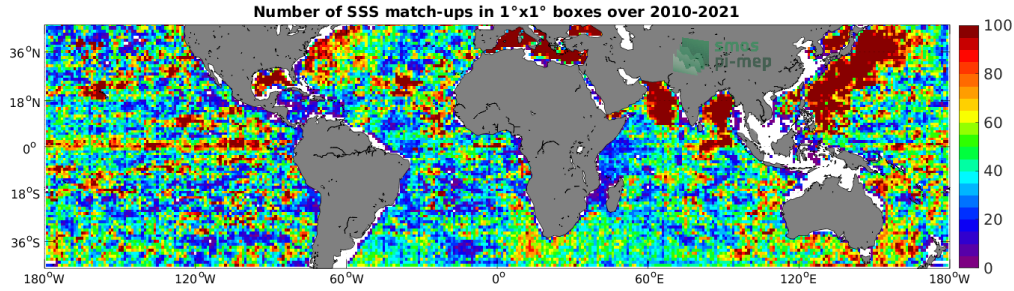 Number of SSS match-ups in 1°x1° boxes over 2010-2021
smos
pi-mep
36°N
18°N
0°
18°S
36°S
180°W 120°W 60°W 0° 60°E 120°E 180°W
100
80
60
40
20
0